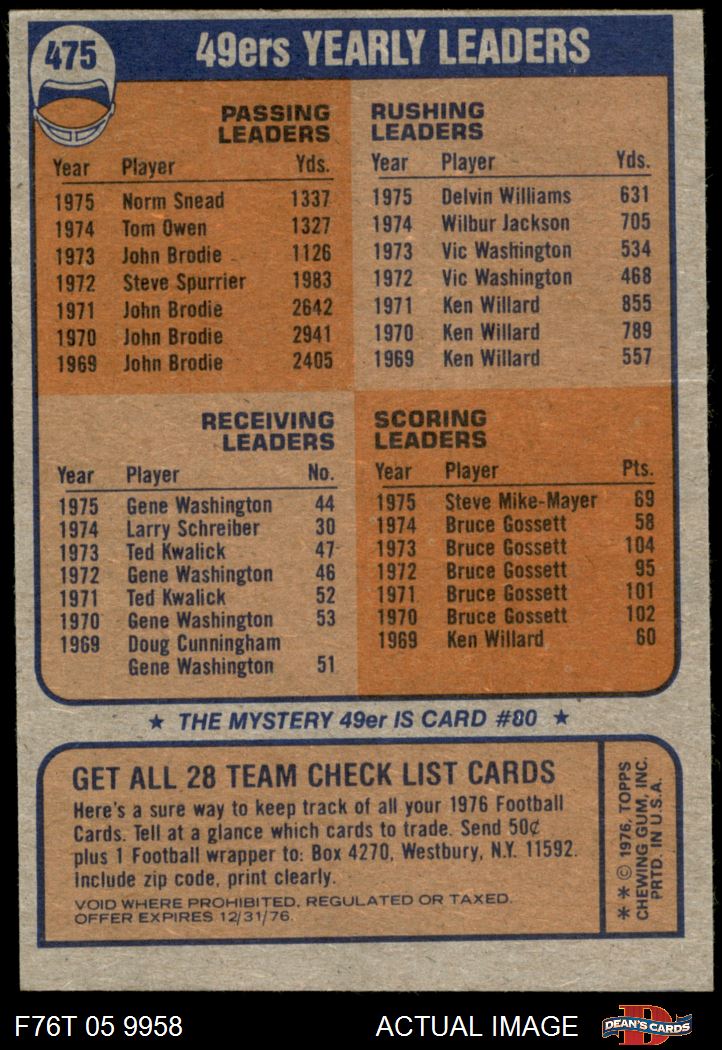 475
49ers YEARLY LEADERS
PASSING
LEADERS
Year Player Yds.
1975 Norm Snead 1337
1974 Tom Owen 1327
1973 John Brodie 1126
1972 Steve Spurrier 1983
1971 John Brodie 2642
1970 John Brodie 2941
1969 John Brodie 2405
RUSHING
LEADERS
Year Player Yds.
1975 Delvin Williams 631
1974 Wilbur Jackson 705
1973 Vic Washington 534
1972 Vic Washington 468
1971 Ken Willard 855
1970 Ken Willard 789
1969 Ken Willard 557
RECEIVING
LEADERS
Year Player No.
1975 Gene Washington 44
1974 Larry Schreiber 30
1973 Ted Kwalick 47
1972 Gene Washington 46
1971 Ted Kwalick 52
1970 Gene Washington 53
1969 Doug Cunningham
Gene Washington 51
SCORING
LEADERS
Year Player Pts.
1975 Steve Mike-Mayer 69
1974 Bruce Gossett 58
1973 Bruce Gossett 104
1972 Bruce Gossett 95
1971 Bruce Gossett 101
1970 Bruce Gossett 102
1969 Ken Willard 60
★ THE MYSTERY 49er IS CARD #80 ★
GET ALL 28 TEAM CHECK LIST CARDS
Here's a sure way to keep track of all your 1976 Football
Cards. Tell at a glance which cards to trade. Send 50¢
plus 1 Football wrapper to: Box 4270, Westbury, N.Y. 11592.
Include zip code, print clearly.
VOID WHERE PROHIBITED, REGULATED OR TAXED.
OFFER EXPIRES 12/31/76.
* * © 1976, TOPPS
CHEWING GUM, INC.
PRTD. IN U.S.A.
F76T 05 9958
ACTUAL IMAGE
D
DEAN'S CARDS